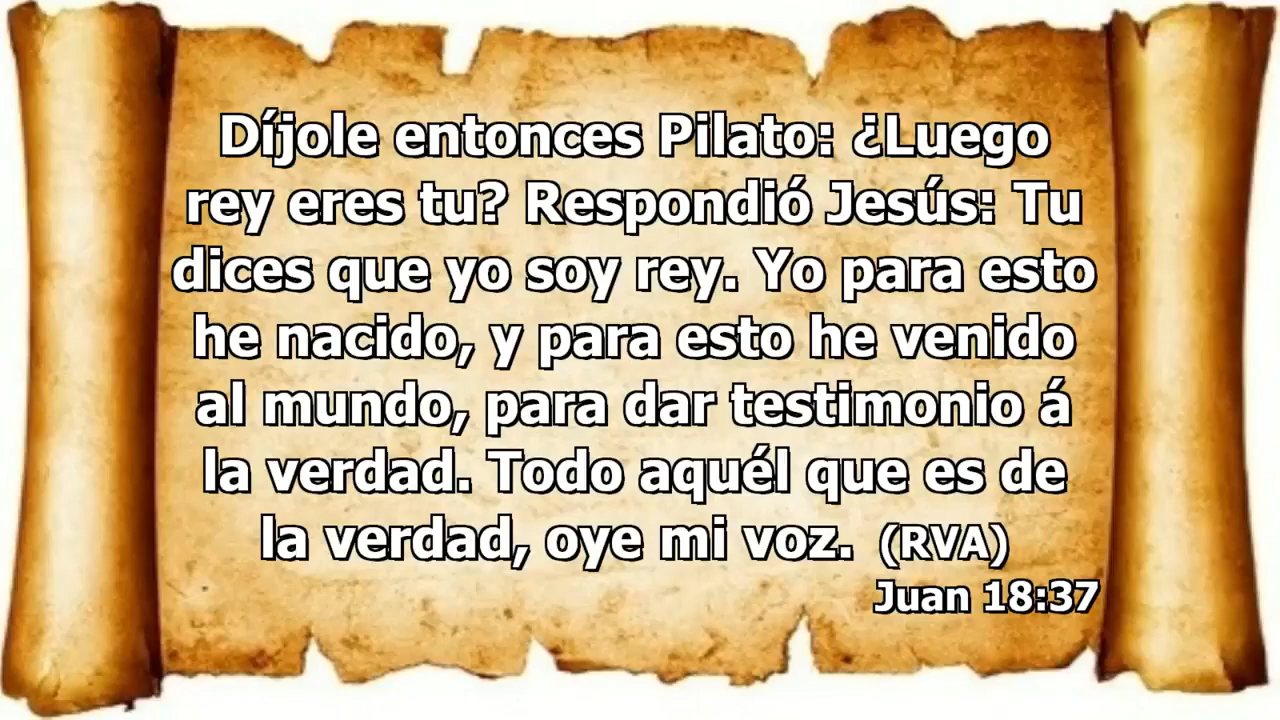 Díjole entonces Pilato: ¿Luego
rey eres tu? Respondió Jesús: Tu
dices que yo soy rey. Yo para esto
he nacido, y para esto he venido
al mundo, para dar testimonio á
la verdad. Todo aquél que es de
la verdad, oye mi voz. (RVA)
Juan 18:37